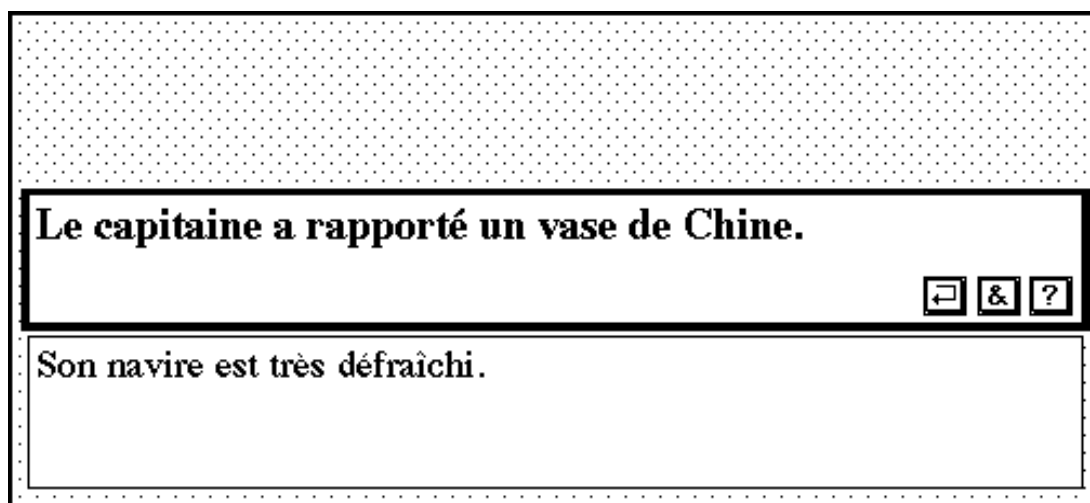 Le capitaine a rapporté un vase de Chine.
& ?
Son navire est très défraîchi.